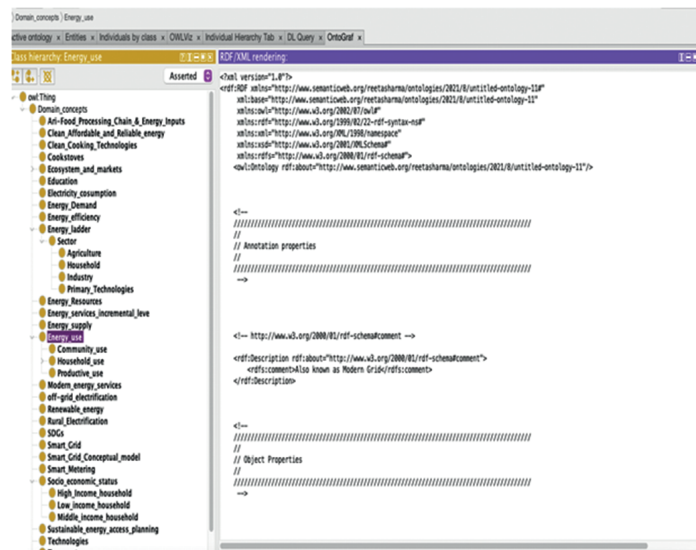 Domain_concepts Energy_use
ctive ontology × Entities × Individuals by class × OWLViz × Individual Hierarchy Tab × DL Query × OntoGraf ×
Class hierarchy: Energy_use
Asserted
owl:Thing
Domain_concepts
Ari-Food_Processing_Chain_&_Energy_Inputs
Clean_Affordable_and_Reliable_energy
Clean_Cooking_Technologies
Cookstoves
Ecosystem_and_markets
Education
Electricity_cosumption
Energy_Demand
Energy_efficiency
Energy_ladder
Sector
Agriculture
Household
Industry
Primary_Technologies
Energy_Resources
Energy_services_incremental_leve
Energy_supply
Energy_use
Community_use
Household_use
Productive_use
Modern_energy_services
off-grid_electrification
Renewable_energy
Rural_Electrification
SDGs
Smart_Grid
Smart_Grid_Conceptual_model
Smart_Metering
Socio_economic_status
High_Income_household
Low_income_household
Middle_income_household
Sustainable_energy_access_planning
Technologies
RDF/XML rendering:
<?xml version="1.0"?>
<rdf:RDF xmlns="http://www.semanticweb.org/reetasharma/ontologies/2021/8/untitled-ontology-11#"
xml:base="http://www.semanticweb.org/reetasharma/ontologies/2021/8/untitled-ontology-11"
xmlns:owl="http://www.w3.org/2002/07/owl#"
xmlns:rdf="http://www.w3.org/1999/02/22-rdf-syntax-ns#"
xmlns:xml="http://www.w3.org/XML/1998/namespace"
xmlns:xsd="http://www.w3.org/2001/XMLSchema#"
xmlns:rdfs="http://www.w3.org/2000/01/rdf-schema#">
<owl:Ontology rdf:about="http://www.semanticweb.org/reetasharma/ontologies/2021/8/untitled-ontology-11"/>
<!--
///////////////////////////////////////////////////////////////////////////////////////
//
// Annotation properties
//
///////////////////////////////////////////////////////////////////////////////////////
-->
<!-- http://www.w3.org/2000/01/rdf-schema#comment -->
<rdf:Description rdf:about="http://www.w3.org/2000/01/rdf-schema#comment">
<rdfs:comment>Also known as Modern Grid</rdfs:comment>
</rdf:Description>
<!--
///////////////////////////////////////////////////////////////////////////////////////
//
// Object Properties
//
///////////////////////////////////////////////////////////////////////////////////////
-->